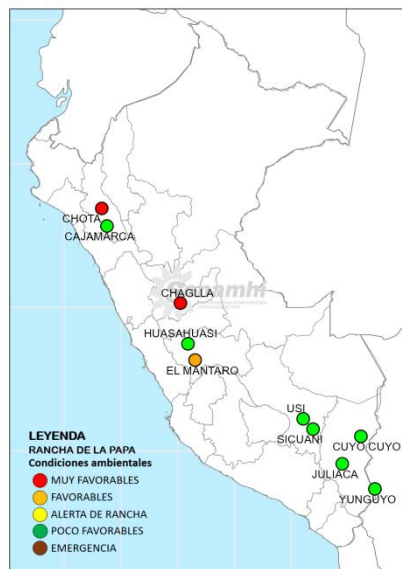 CHOTA
CAJAMARCA
Senamhi
CHAGLLA
HUASAHUASI
EL MANTARO
USI
SICUANI
CUYO CUYO
JULIACA
YUNGUYO
LEYENDA
RANCHA DE LA PAPA
Condiciones ambientales
MUY FAVORABLES
FAVORABLES
ALERTA DE RANCHA
POCO FAVORABLES
EMERGENCIA